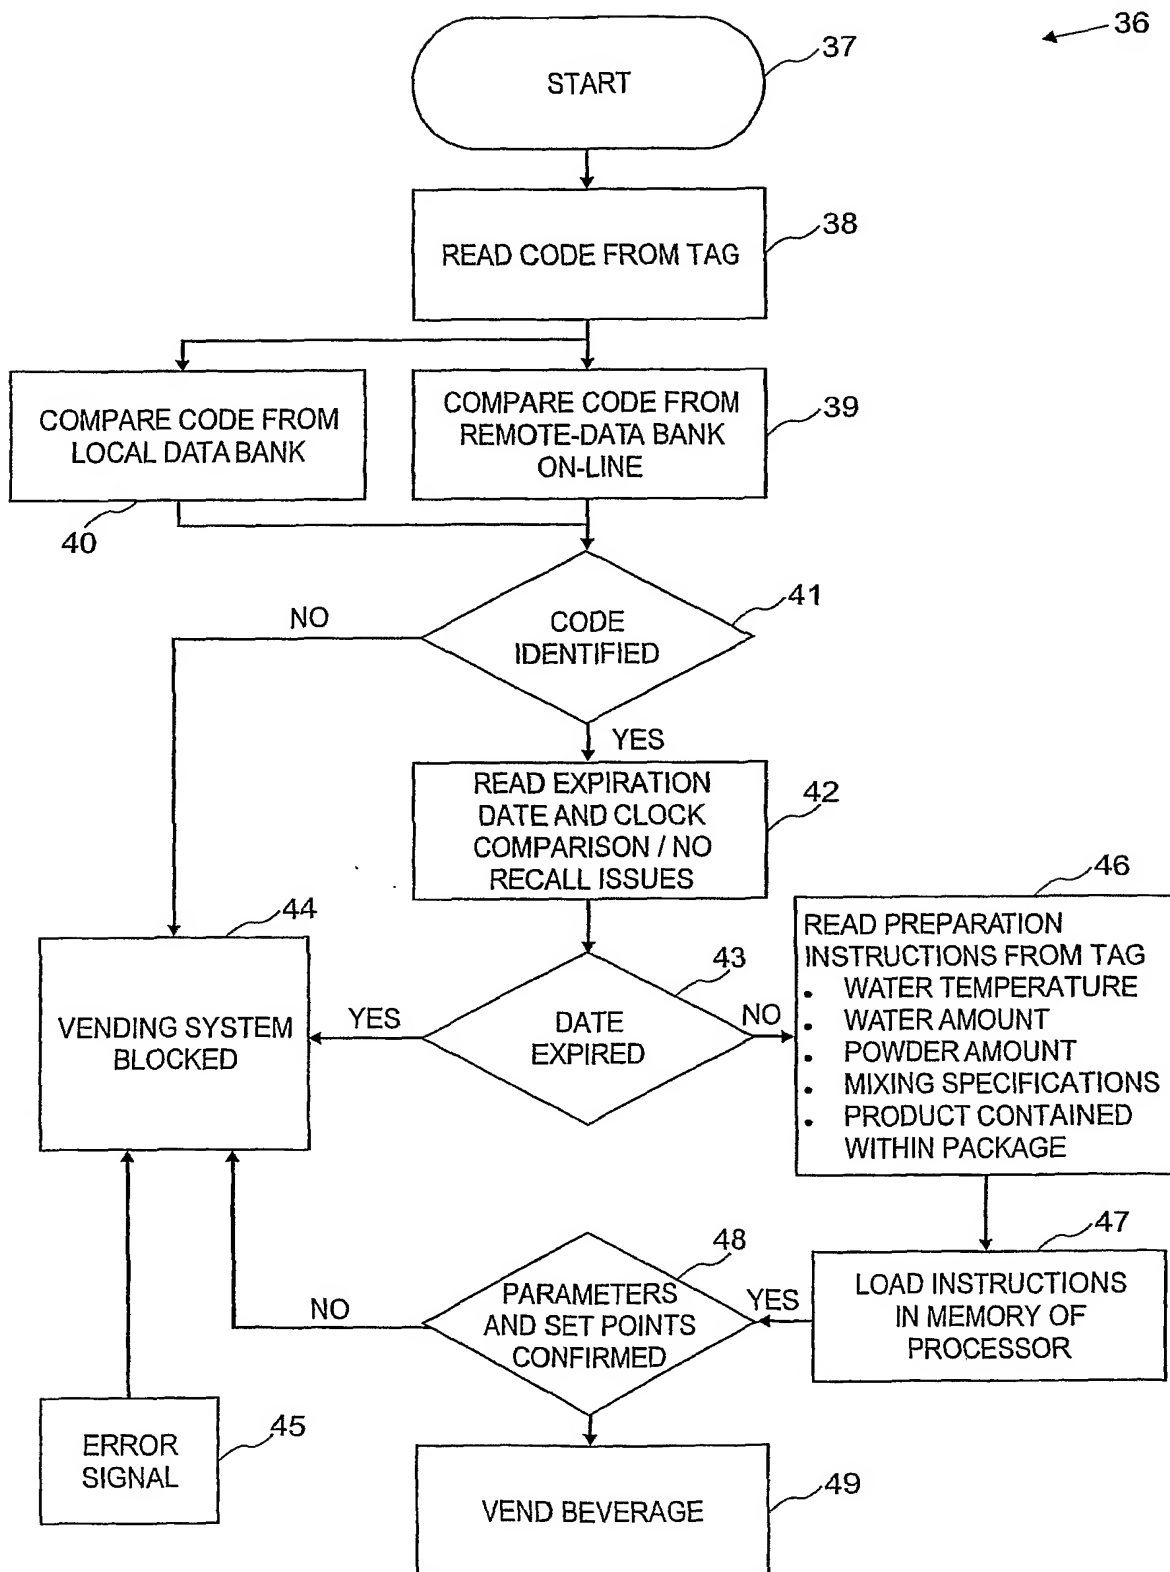 36
37
START
38
READ CODE FROM TAG
COMPARE CODE FROM
LOCAL DATA BANK
40
COMPARE CODE FROM
REMOTE-DATA BANK
ON-LINE
39
41
NO
CODE
IDENTIFIED
YES
READ EXPIRATION
DATE AND CLOCK
COMPARISON / NO
RECALL ISSUES
42
44
VENDING SYSTEM
BLOCKED
YES
43
DATE
EXPIRED
NO
46
READ PREPARATION
INSTRUCTIONS FROM TAG
• WATER TEMPERATURE
• WATER AMOUNT
• POWDER AMOUNT
• MIXING SPECIFICATIONS
• PRODUCT CONTAINED
WITHIN PACKAGE
47
LOAD INSTRUCTIONS
IN MEMORY OF
PROCESSOR
YES
48
PARAMETERS
AND SET POINTS
CONFIRMED
NO
ERROR
SIGNAL
45
VEND BEVERAGE
49